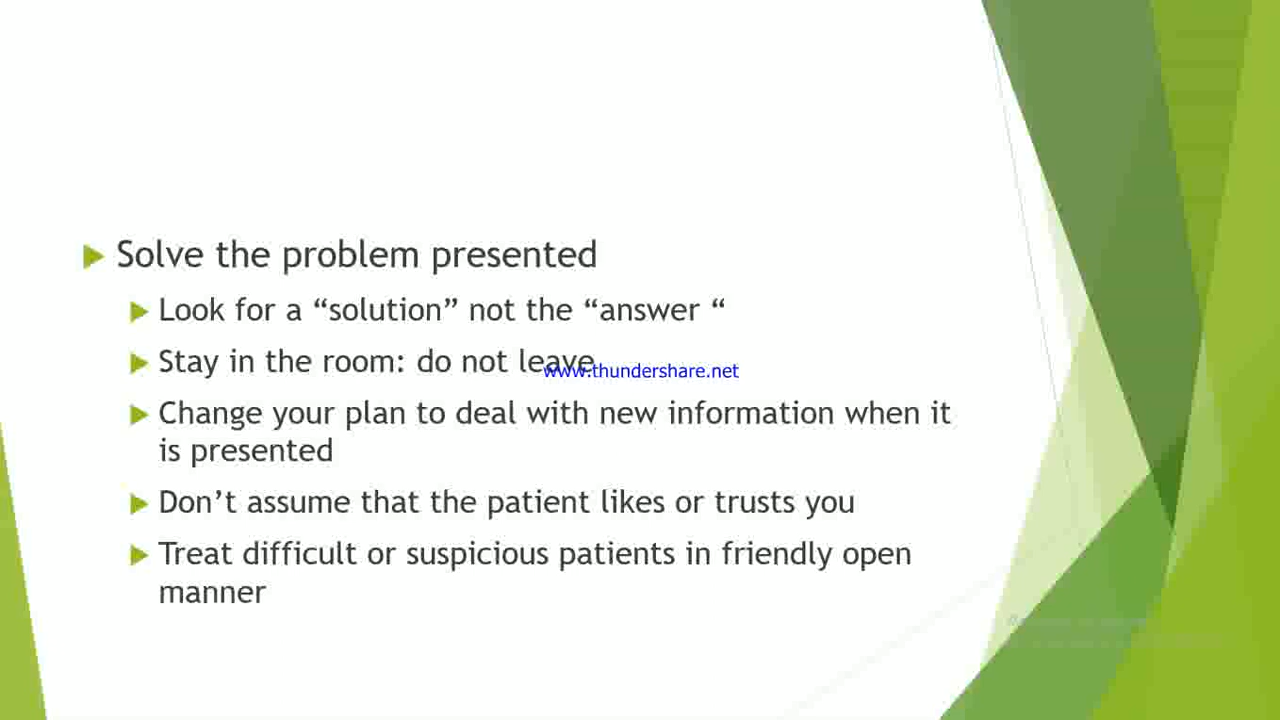 Solve the problem presented
Look for a “solution” not the “answer “
Stay in the room: do not leave
www.thundershare.net
Change your plan to deal with new information when it
is presented
Don’t assume that the patient likes or trusts you
Treat difficult or suspicious patients in friendly open
manner